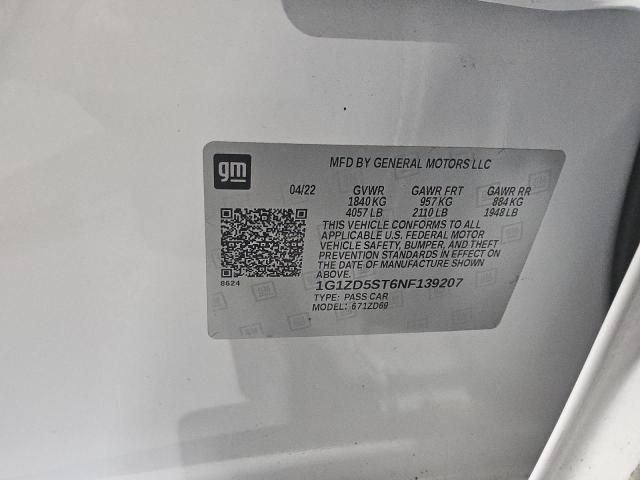 gm
MFD BY GENERAL MOTORS LLC
04/22 GVWR GAWR FRT GAWR RR
1840 KG 957 KG 884 KG
4057 LB 2110 LB 1948 LB
THIS VEHICLE CONFORMS TO ALL
APPLICABLE U.S. FEDERAL MOTOR
VEHICLE SAFETY, BUMPER, AND THEFT
PREVENTION STANDARDS IN EFFECT ON
THE DATE OF MANUFACTURE SHOWN
ABOVE.
8624
1G1ZD5ST6NF139207
TYPE: PASS CAR
MODEL: 671ZD69